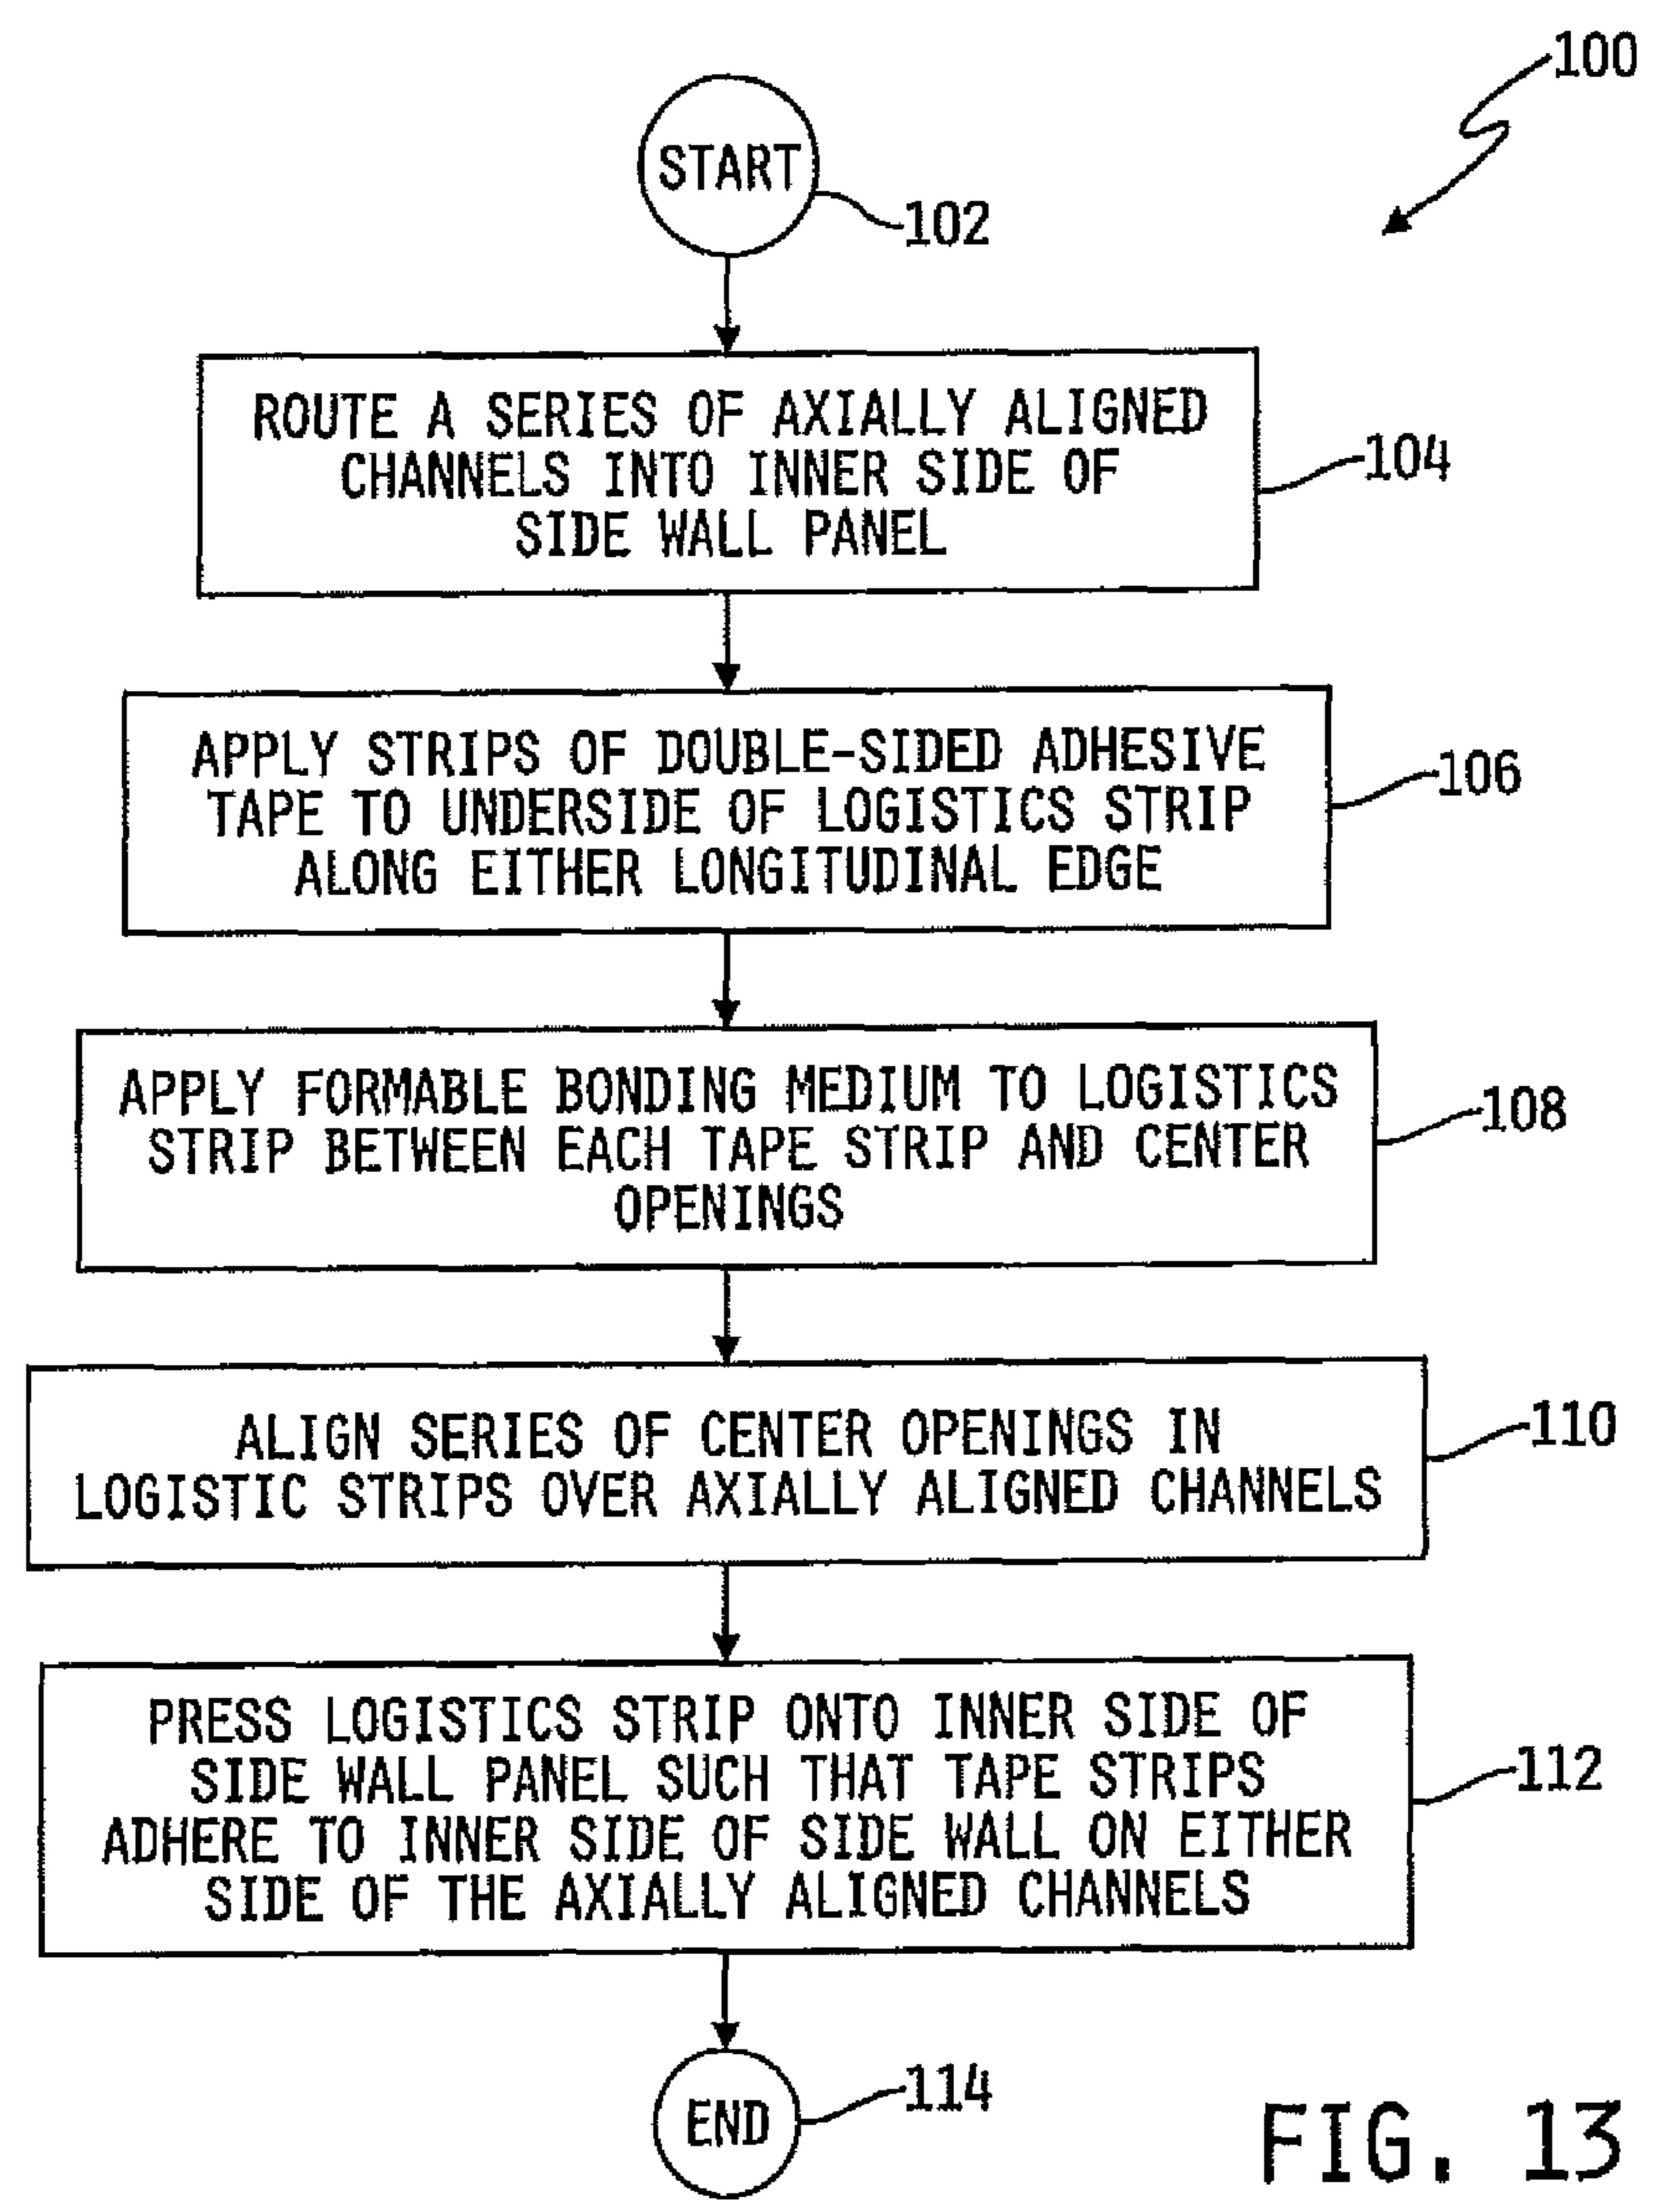 100
START
102
ROUTE A SERIES OF AXIALLY ALIGNED
CHANNELS INTO INNER SIDE OF
SIDE WALL PANEL
104
APPLY STRIPS OF DOUBLE-SIDED ADHESIVE
TAPE TO UNDERSIDE OF LOGISTICS STRIP
ALONG EITHER LONGITUDINAL EDGE
106
APPLY FORMABLE BONDING MEDIUM TO LOGISTICS
STRIP BETWEEN EACH TAPE STRIP AND CENTER
OPENINGS
108
ALIGN SERIES OF CENTER OPENINGS IN
LOGISTIC STRIPS OVER AXIALLY ALIGNED CHANNELS
110
PRESS LOGISTICS STRIP ONTO INNER SIDE OF
SIDE WALL PANEL SUCH THAT TAPE STRIPS
ADHERE TO INNER SIDE OF SIDE WALL ON EITHER
SIDE OF THE AXIALLY ALIGNED CHANNELS
112
END
114
FIG. 13